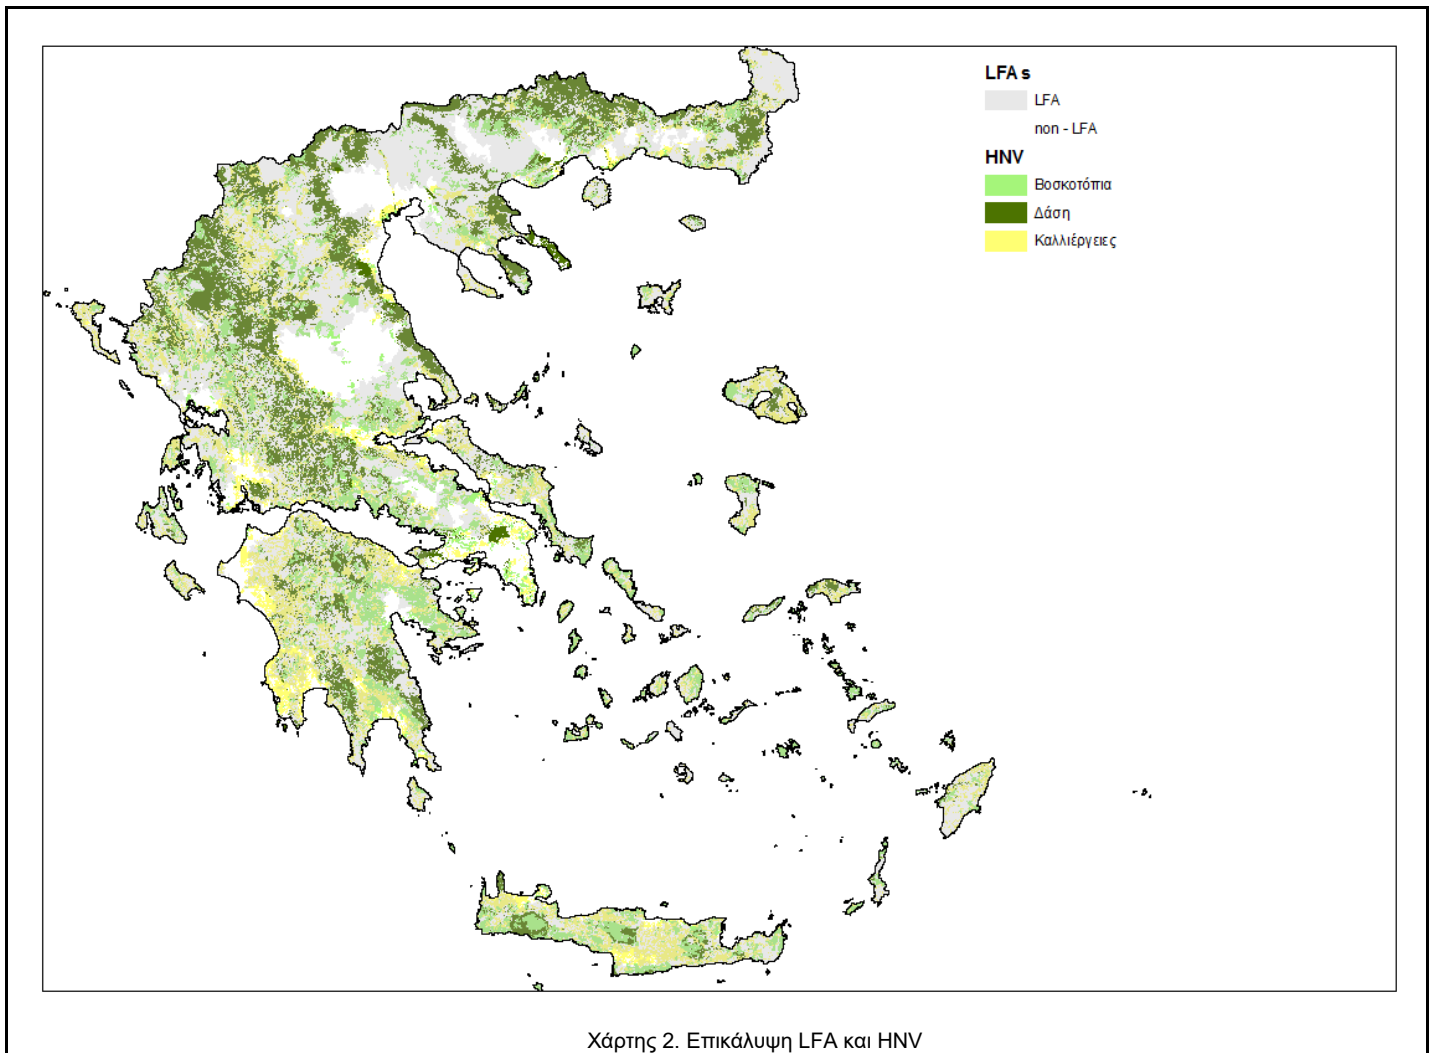 LFA s
LFA
non - LFA
HNV
Βοσκοτόπια
Δάση
Καλλιέργειες
Χάρτης 2. Επικάλυψη LFA και HNV